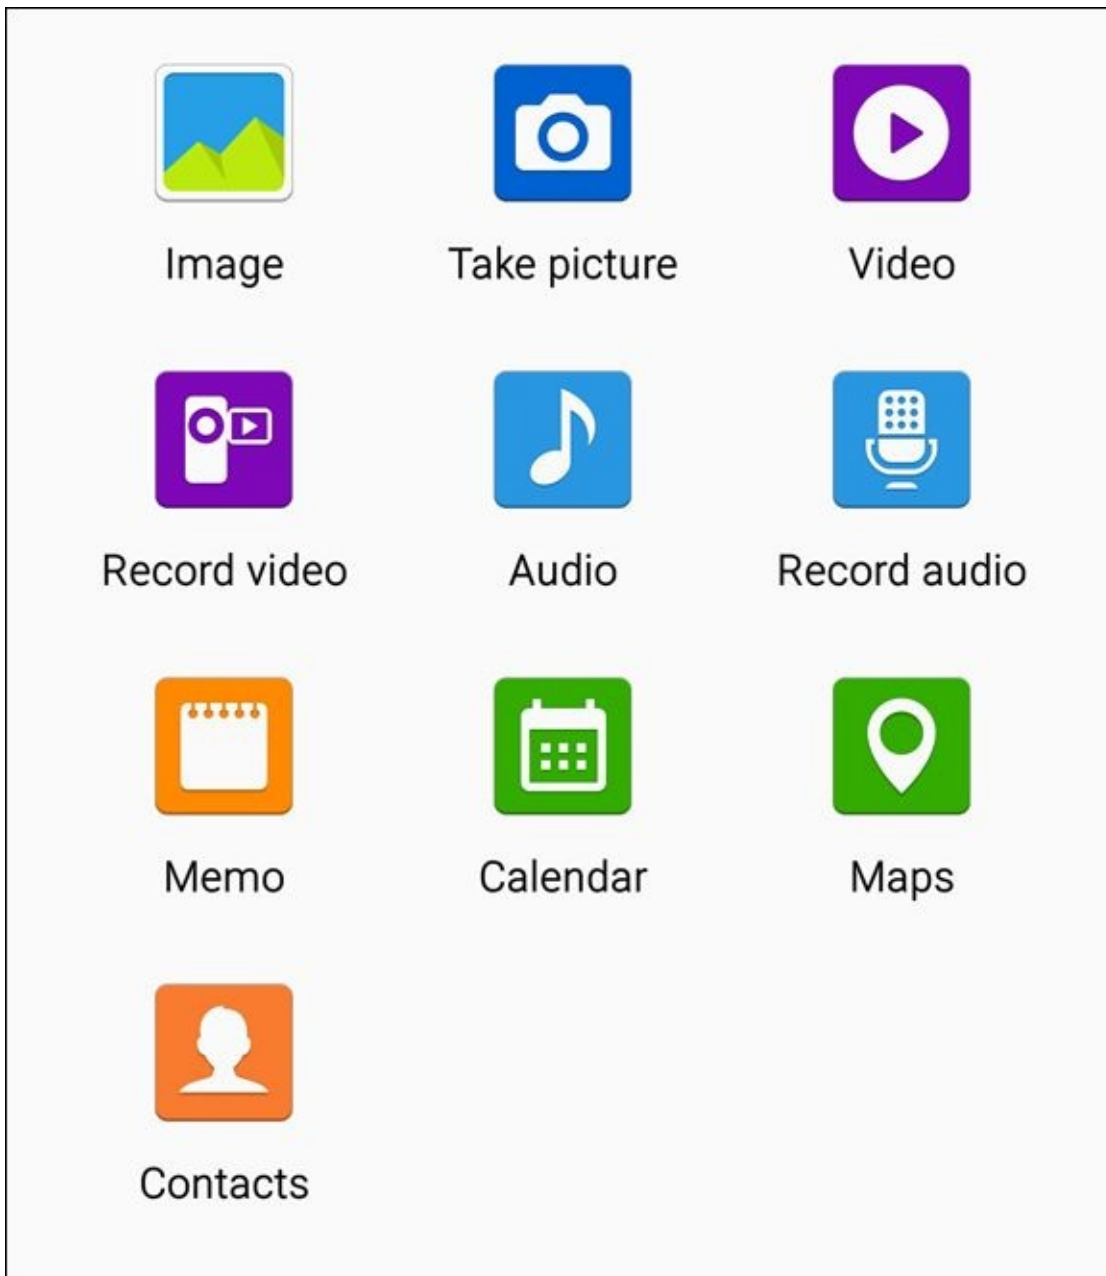 Image
Take picture
Video
Record video
Audio
Record audio
Memo
Calendar
Maps
Contacts